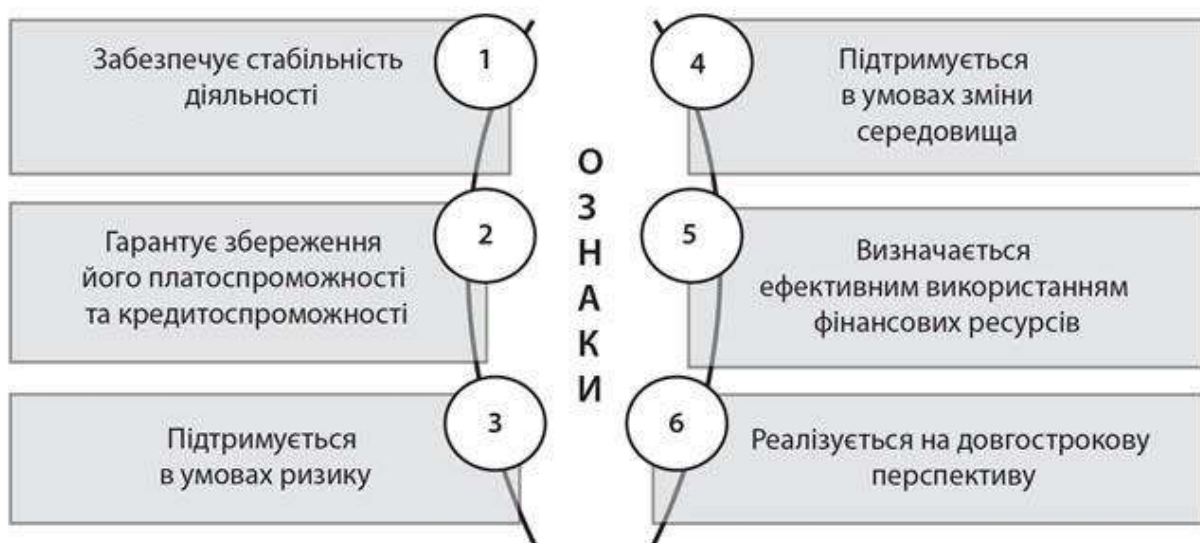 1
Забезпечує стабільність
діяльності
2
Гарантує збереження
його платоспроможності
та кредитоспроможності
3
Підтримується
в умовах ризику
ОЗНАКИ
4
Підтримується
в умовах зміни
середовища
5
Визначається
ефективним використанням
фінансових ресурсів
6
Реалізується на довгострокову
перспективу